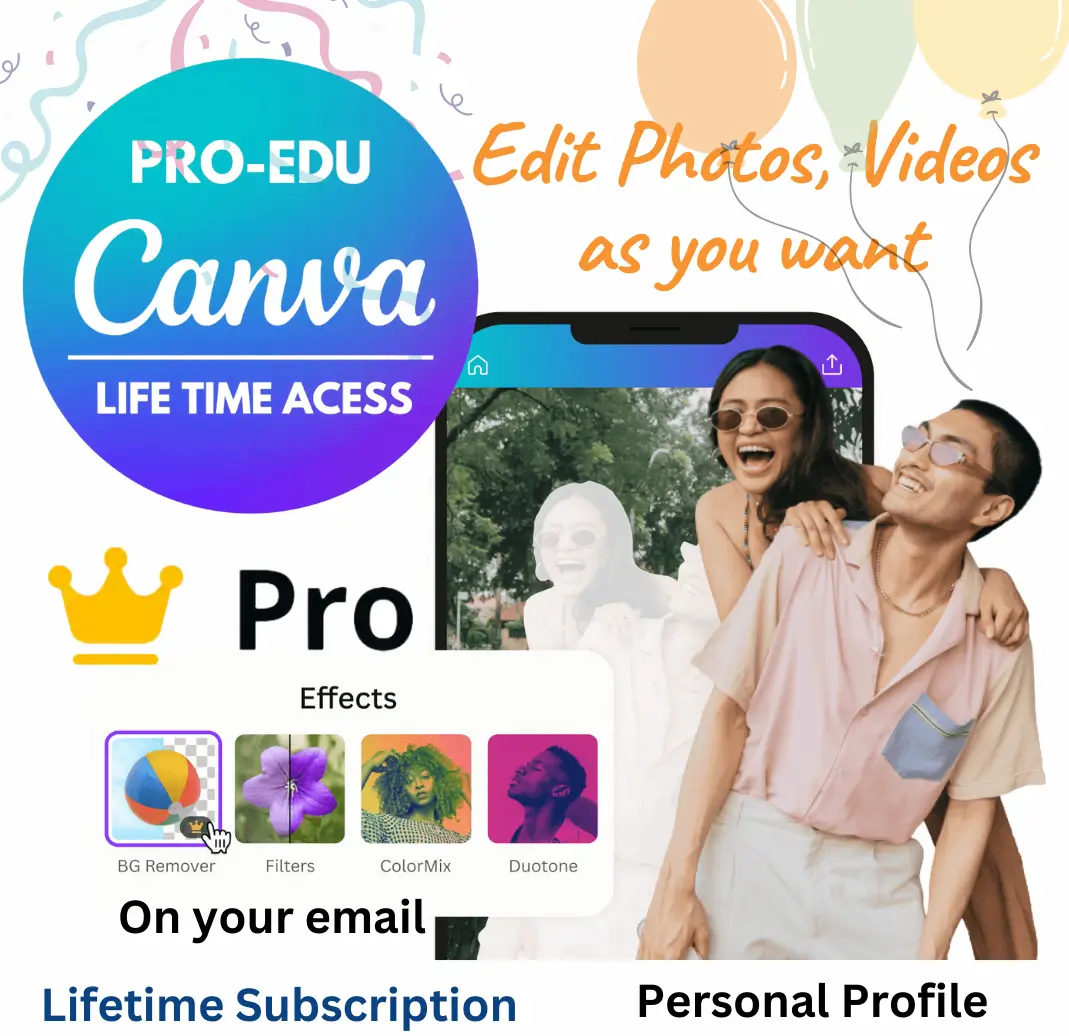 PRO-EDU
Canva
LIFE TIME ACESS
Edit Photos, Videos
as you want
Pro
Effects
BG Remover
Filters
ColorMix
Duotone
On your email
Lifetime Subscription
Personal Profile